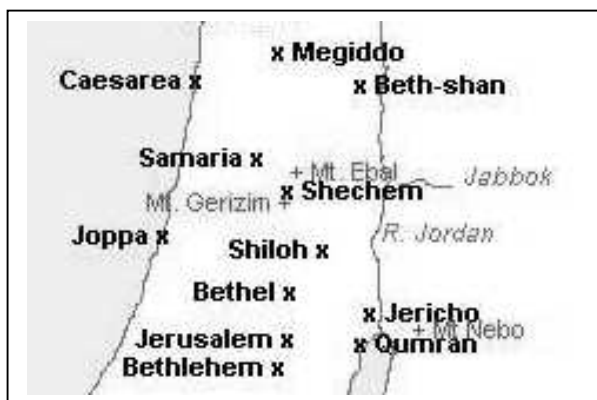 x Megiddo
Caesarea x
x Beth-shan
Samaria x
+ Mt. Ebal
Jabbok
x Shechem
Mt. Gerizim +
Joppa x
R. Jordan
Shiloh x
Bethel x
x Jericho
+ Mt Nebo
Jerusalem x
x Qumran
Bethlehem x